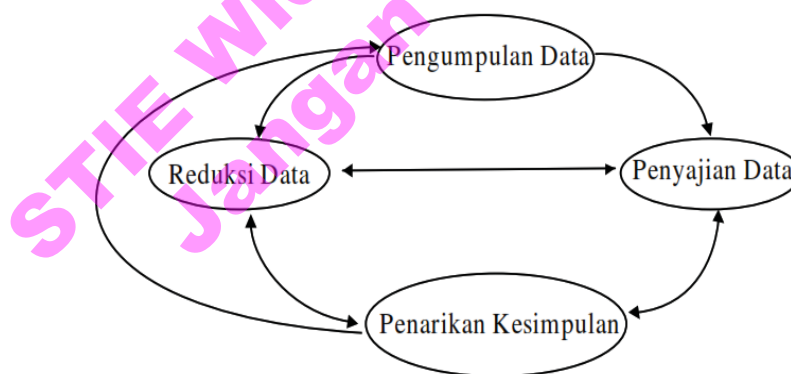 Pengumpulan Data
Reduksi Data
Penyajian Data
Penarikan Kesimpulan
STIE
Jangan